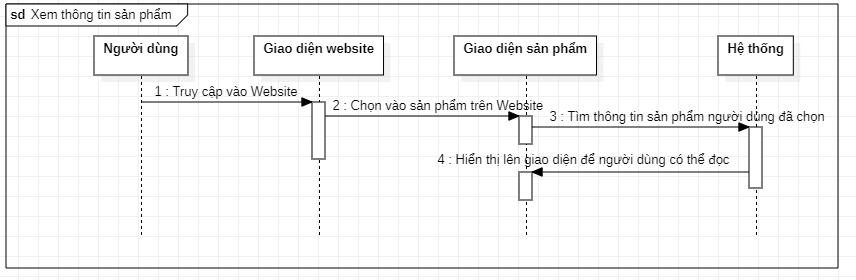 sd Xem thông tin sản phẩm
Người dùng
Giao diện website
Giao diện sản phẩm
Hệ thống
1 : Truy cập vào Website
2 : Chọn vào sản phẩm trên Website
3 : Tìm thông tin sản phẩm người dùng đã chọn
4 : Hiển thị lên giao diện để người dùng có thể đọc